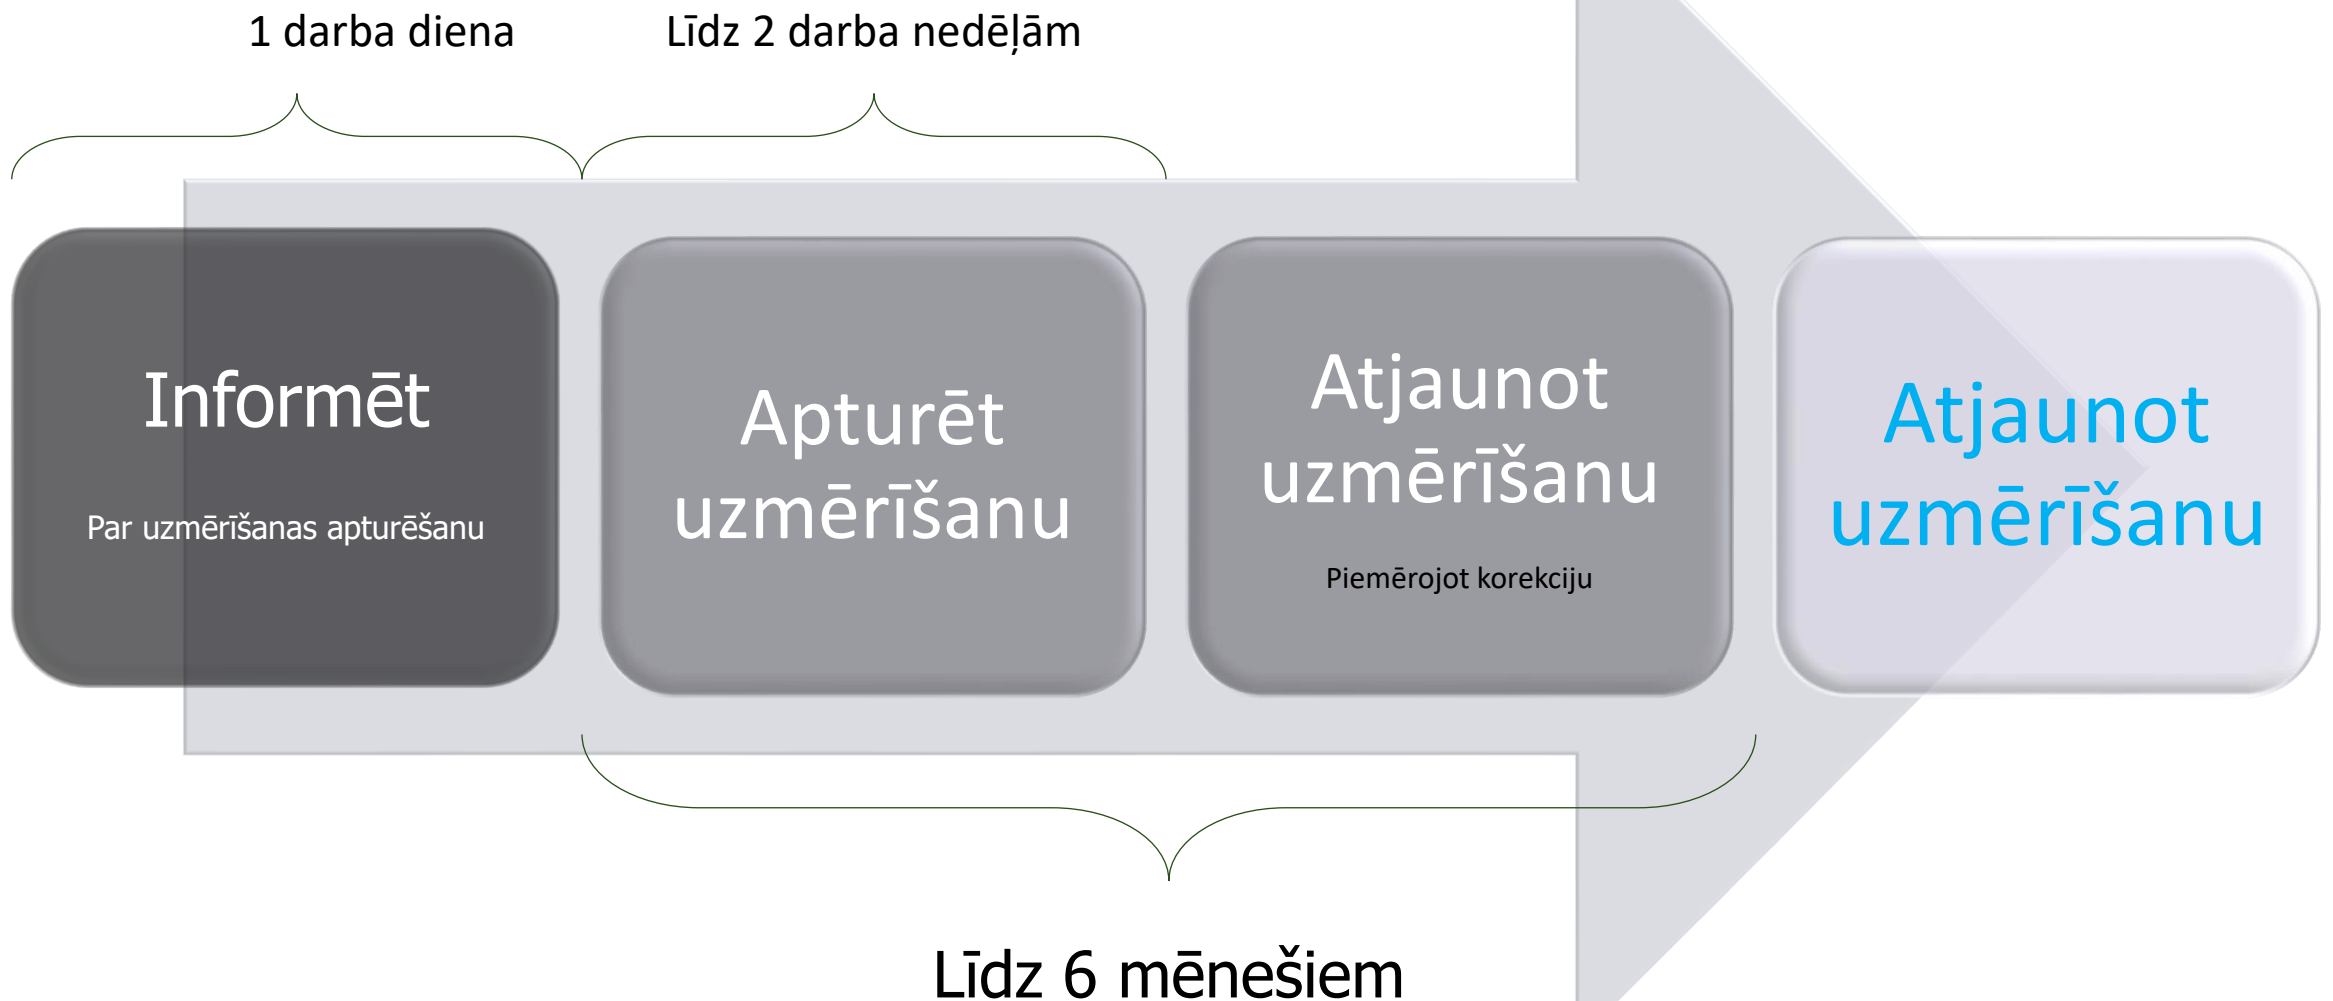 1 darba diena
Līdz 2 darba nedēļām
Informēt
Par uzmērīšanas apturēšanu
Apturēt
uzmērīšanu
Atjaunot
uzmērīšanu
Piemērojot korekciju
Atjaunot
uzmērīšanu
Līdz 6 mēnešiem